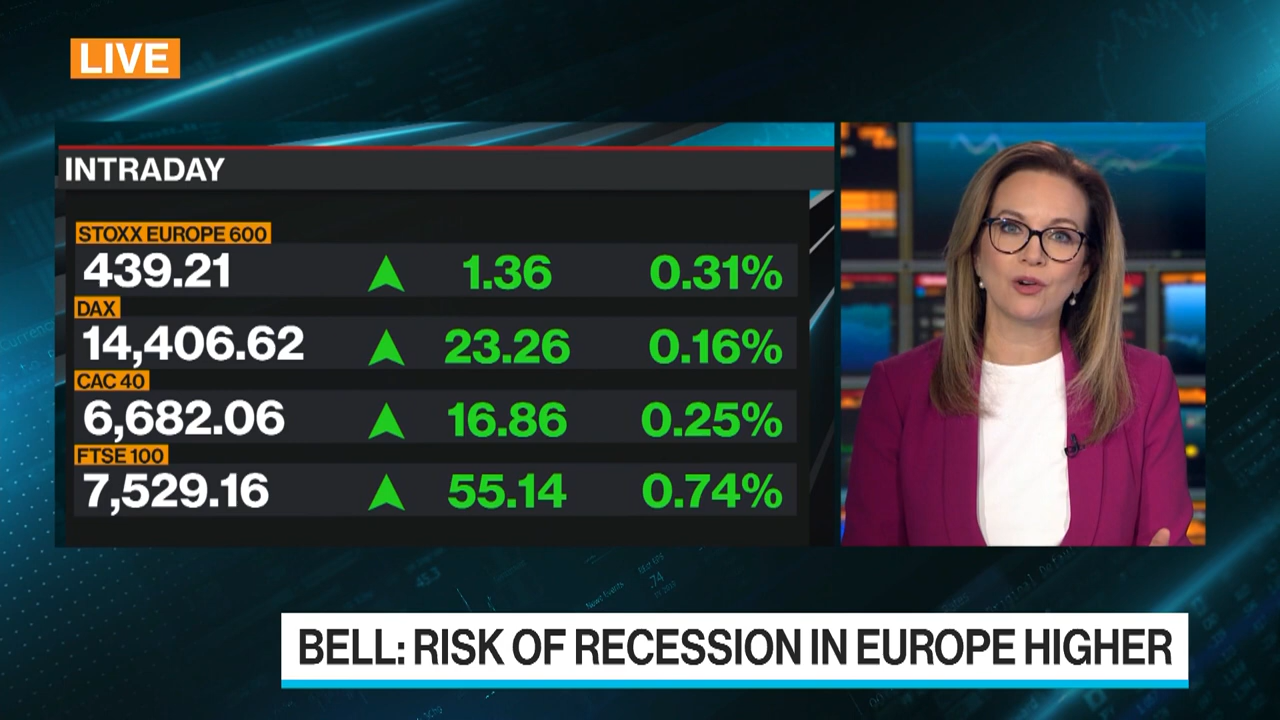 LIVE
INTRADAY
STOXX EUROPE 600
439.21 1.36 0.31%
DAX
14,406.62 23.26 0.16%
CAC 40
6,682.06 16.86 0.25%
FTSE 100
7,529.16 55.14 0.74%
BELL: RISK OF RECESSION IN EUROPE HIGHER